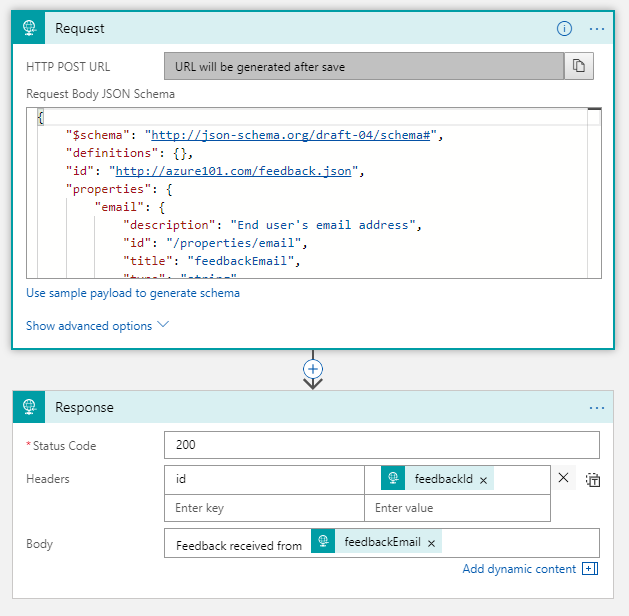 Request
HTTP POST URL
URL will be generated after save
Request Body JSON Schema
{
"$schema": "http://json-schema.org/draft-04/schema#",
"definitions": {},
"id": "http://azure101.com/feedback.json",
"properties": {
"email": {
"description": "End user's email address",
"id": "/properties/email",
"title": "feedbackEmail",
"type": "string"
Use sample payload to generate schema
Show advanced options
Response
*Status Code 200
Headers id feedbackId ×
Enter key Enter value
Body Feedback received from feedbackEmail ×
Add dynamic content